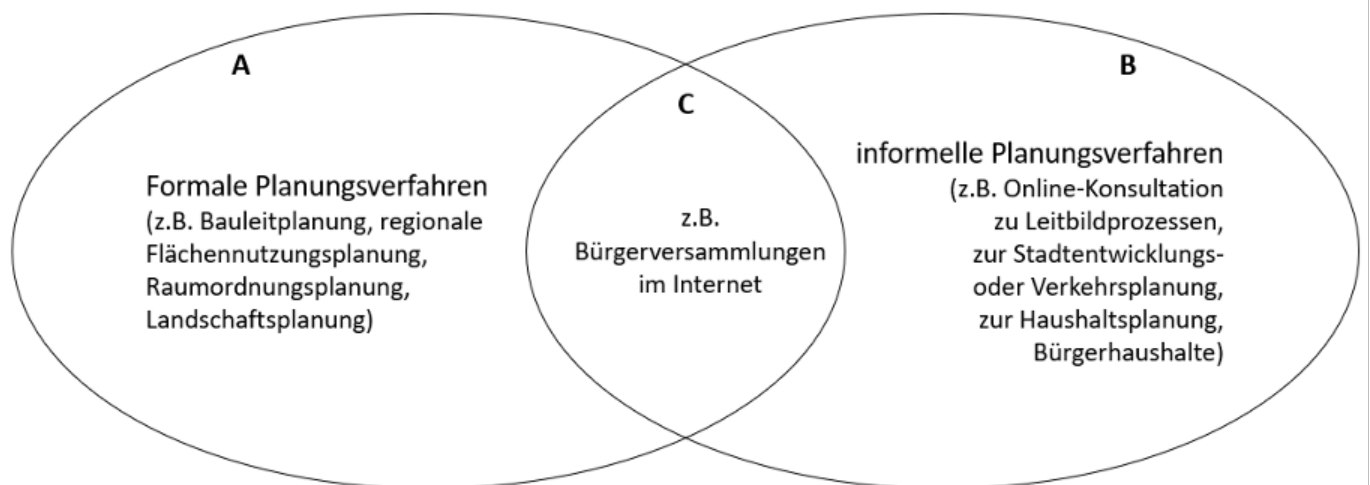 A
Formale Planungsverfahren
(z.B. Bauleitplanung, regionale
Flächennutzungsplanung,
Raumordnungsplanung,
Landschaftsplanung)
C
z.B.
Bürgerversammlungen
im Internet
B
informelle Planungsverfahren
(z.B. Online-Konsultation
zu Leitbildprozessen,
zur Stadtentwicklungs-
oder Verkehrsplanung,
zur Haushaltsplanung,
Bürgerhaushalte)